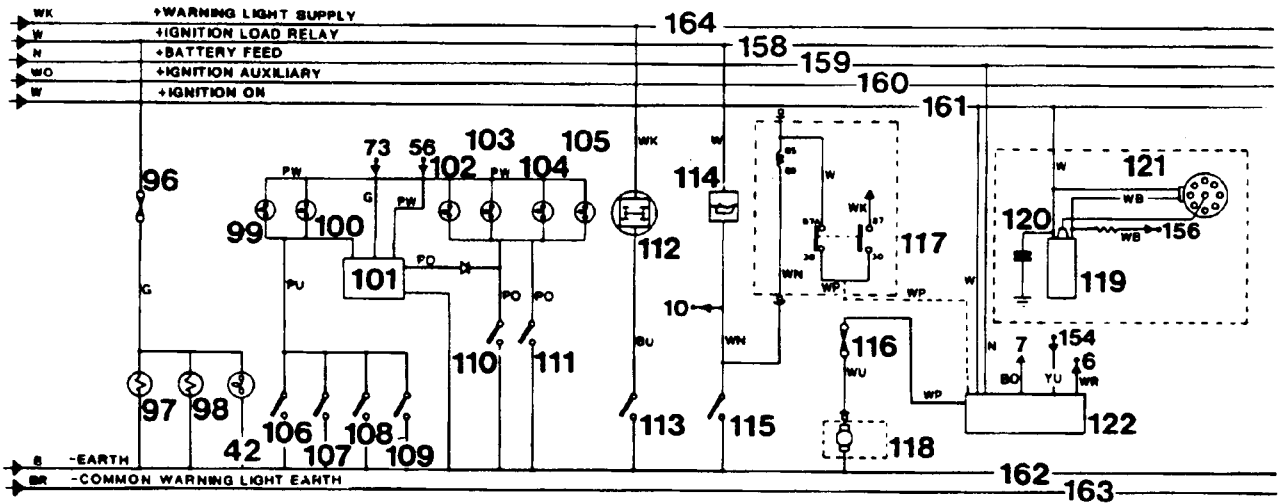 WK +WARNING LIGHT SUPPLY 164
W +IGNITION LOAD RELAY 158
N +BATTERY FEED 159
WO +IGNITION AUXILIARY 160
W +IGNITION ON 161
73 56 103 105
102 104
PW PW W 121
96 G PW WK 114 W WB
99 100 WK 87A 87 120 WB 156
101 PO 112 117 119
G PU PO PO 10 WN WP WP W
110 111 BU WN 116 N 7 154 6
97 98 WU BO YU WR
106 108 113 115 WP 122
42 107 109 118
B -EARTH 162
BR -COMMON WARNING LIGHT EARTH 163